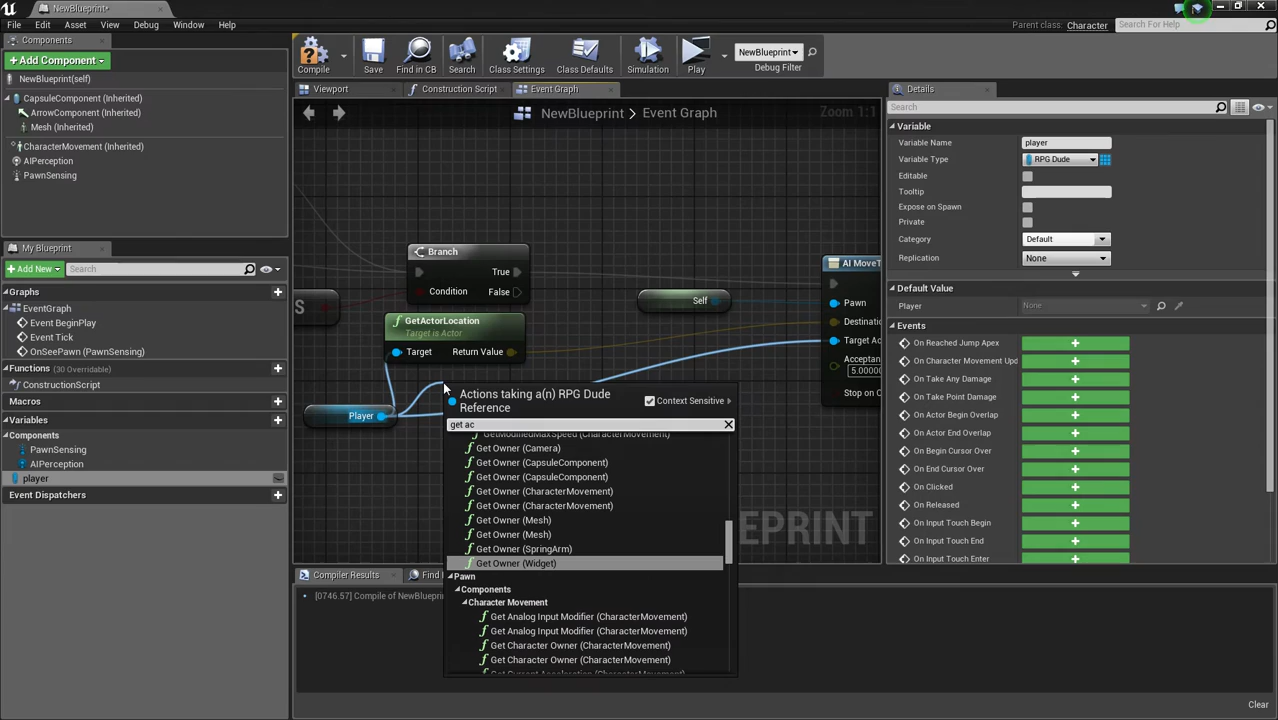 NewBlueprint*
File Edit Asset View Debug Window Help
Parent class: Character
Search For Help
Components
+ Add Component
NewBlueprint(self)
CapsuleComponent (Inherited)
ArrowComponent (Inherited)
Mesh (Inherited)
CharacterMovement (Inherited)
AIPerception
PawnSensing
Compile
Save
Find in CB
Search
Class Settings
Class Defaults
Simulation
Play
NewBlueprint
Debug Filter
Viewport
Construction Script
Event Graph
NewBlueprint > Event Graph
Zoom 1:1
My Blueprint
+ Add New
Search
Graphs
EventGraph
Event BeginPlay
Event Tick
OnSeePawn (PawnSensing)
Functions (30 Overridable)
ConstructionScript
Macros
Variables
Components
PawnSensing
AIPerception
player
Event Dispatchers
Branch
True
Condition
False
S
GetActorLocation
Target is Actor
Target
Return Value
Player
Self
AI MoveT
Pawn
Destinatio
Target Ac
Acceptan
5.00000
Stop on O
Actions taking a(n) RPG Dude
Reference
Context Sensitive
get ac
GetModifiedMaxSpeed (CharacterMovement)
Get Owner (Camera)
Get Owner (CapsuleComponent)
Get Owner (CapsuleComponent)
Get Owner (CharacterMovement)
Get Owner (CharacterMovement)
Get Owner (Mesh)
Get Owner (Mesh)
Get Owner (SpringArm)
Get Owner (Widget)
Pawn
Components
Character Movement
Get Analog Input Modifier (CharacterMovement)
Get Analog Input Modifier (CharacterMovement)
Get Character Owner (CharacterMovement)
Get Character Owner (CharacterMovement)
Get Current Acceleration (CharacterMovement)
EPRINT
Compiler Results
Find
[0746.57] Compile of NewBlueprint
Clear
Details
Search
Variable
Variable Name
player
Variable Type
RPG Dude
Editable
Tooltip
Expose on Spawn
Private
Category
Default
Replication
None
Default Value
Player
None
Events
On Reached Jump Apex
On Character Movement Upd
On Take Any Damage
On Take Point Damage
On Actor Begin Overlap
On Actor End Overlap
On Begin Cursor Over
On End Cursor Over
On Clicked
On Released
On Input Touch Begin
On Input Touch End
On Input Touch Enter